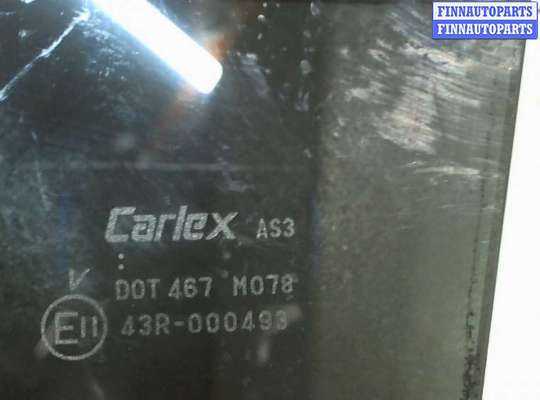 FINNAUTOPARTS
FINNAUTOPARTS
Carlex AS3
:
V DOT 467 M078
E11 43R-000493